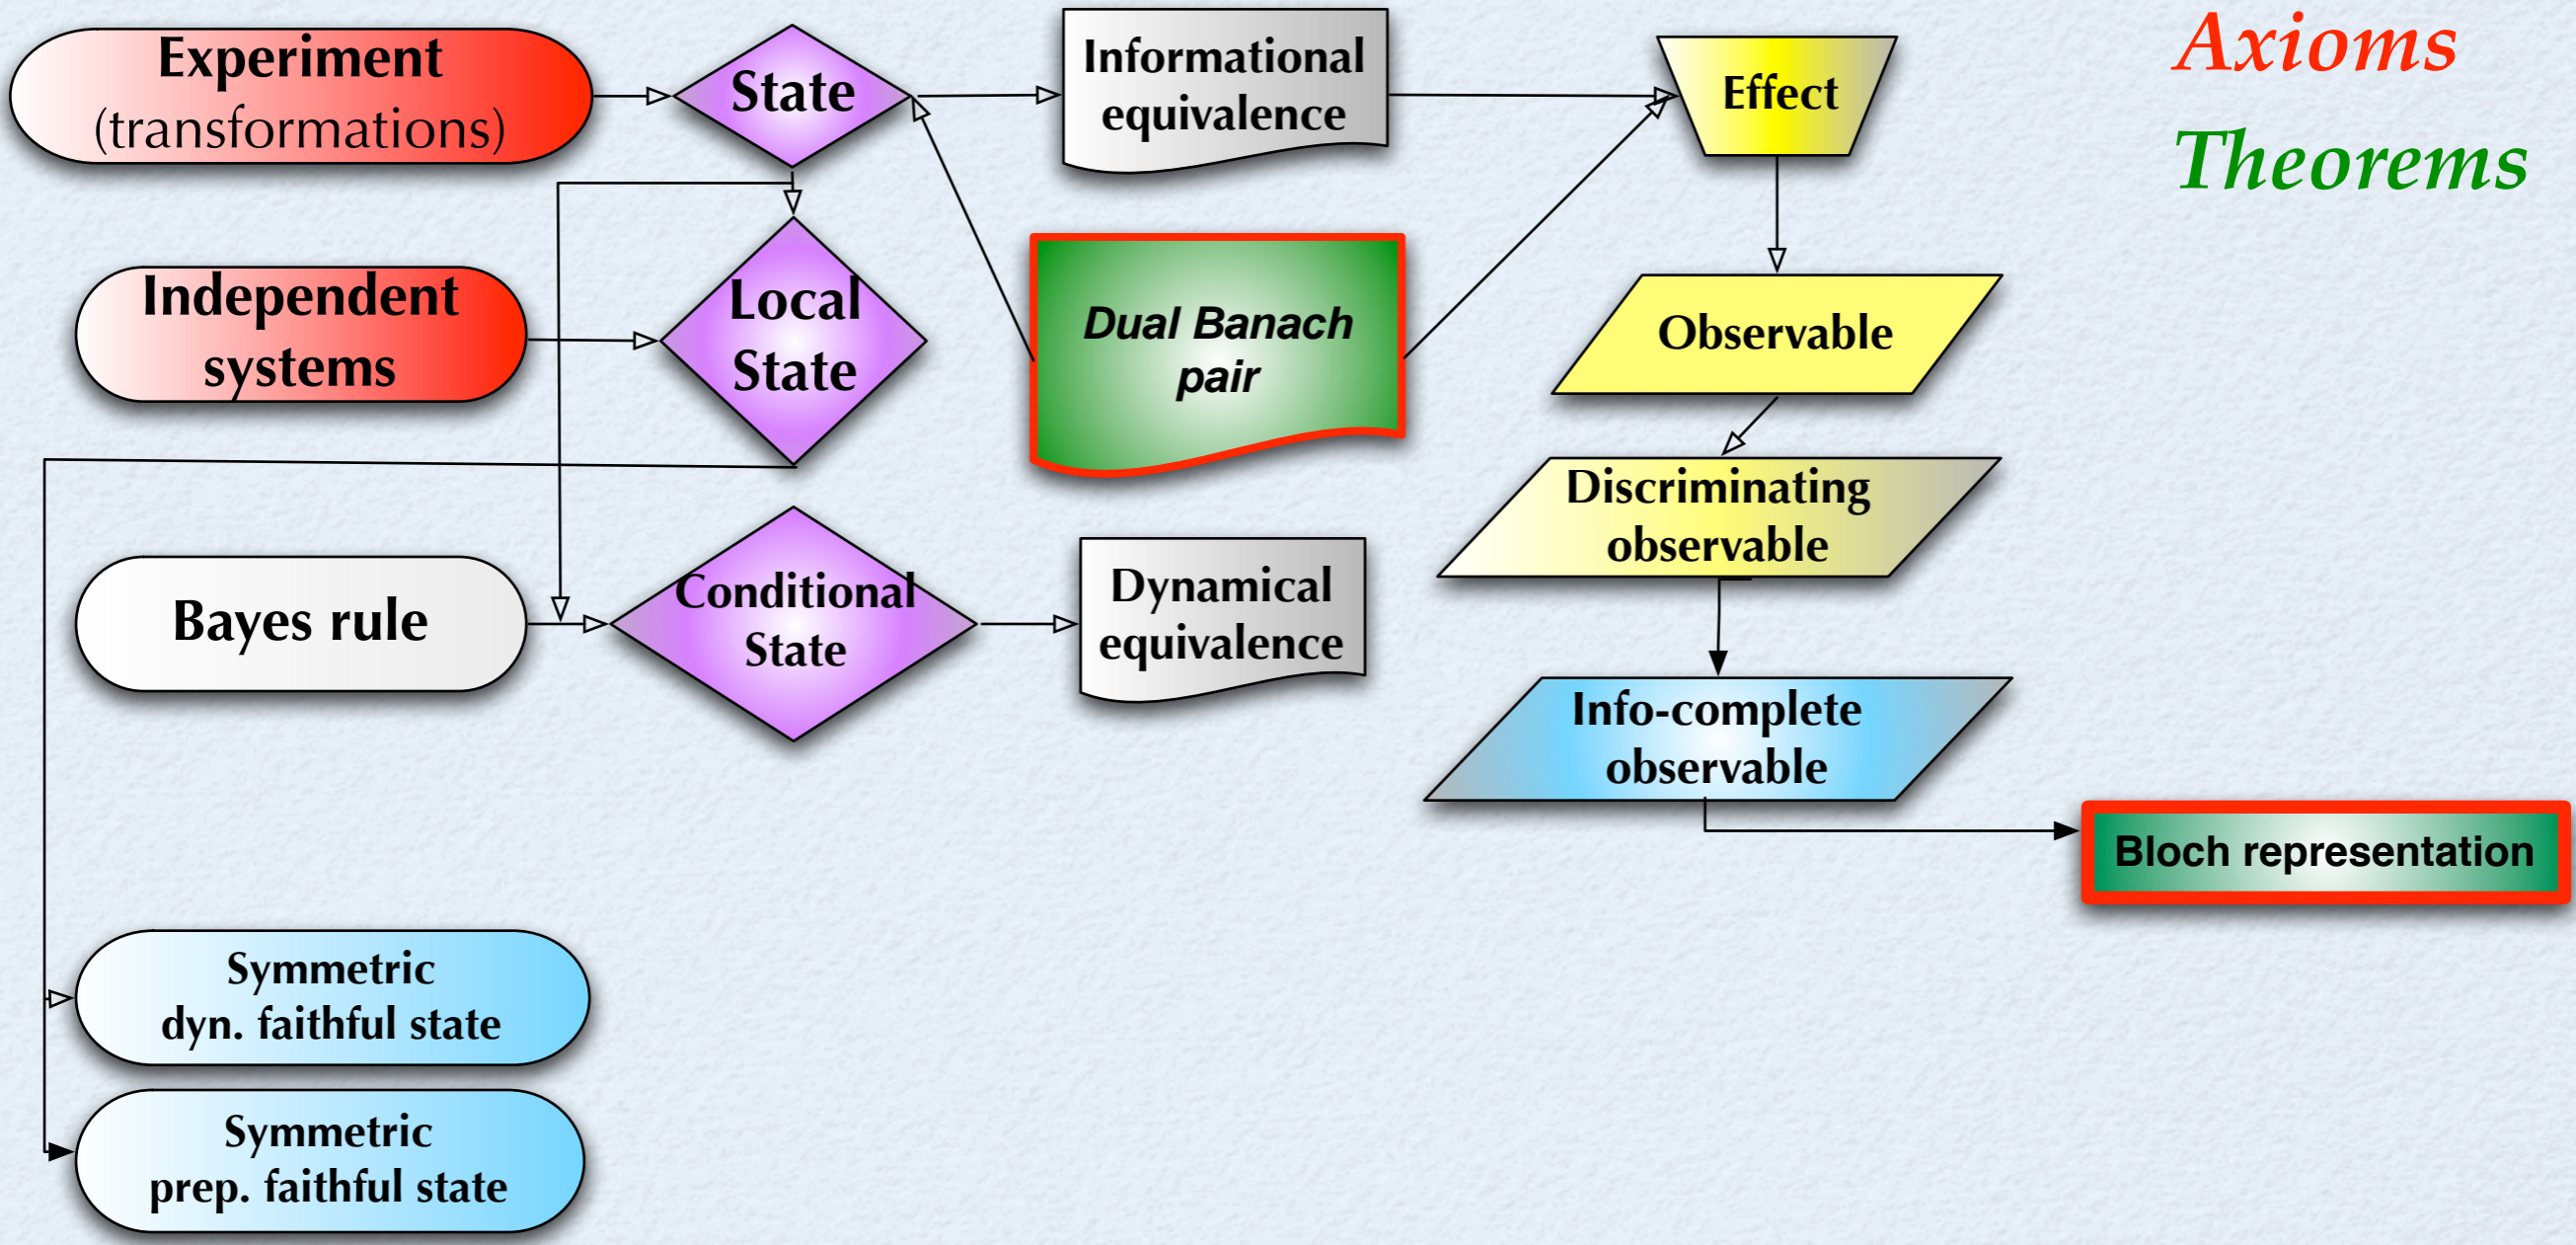 Experiment
(transformations)
State
Informational
equivalence
Effect
Axioms
Theorems
Independent
systems
Local
State
Dual Banach
pair
Observable
Discriminating
observable
Bayes rule
Conditional
State
Dynamical
equivalence
Info-complete
observable
Bloch representation
Symmetric
dyn. faithful state
Symmetric
prep. faithful state